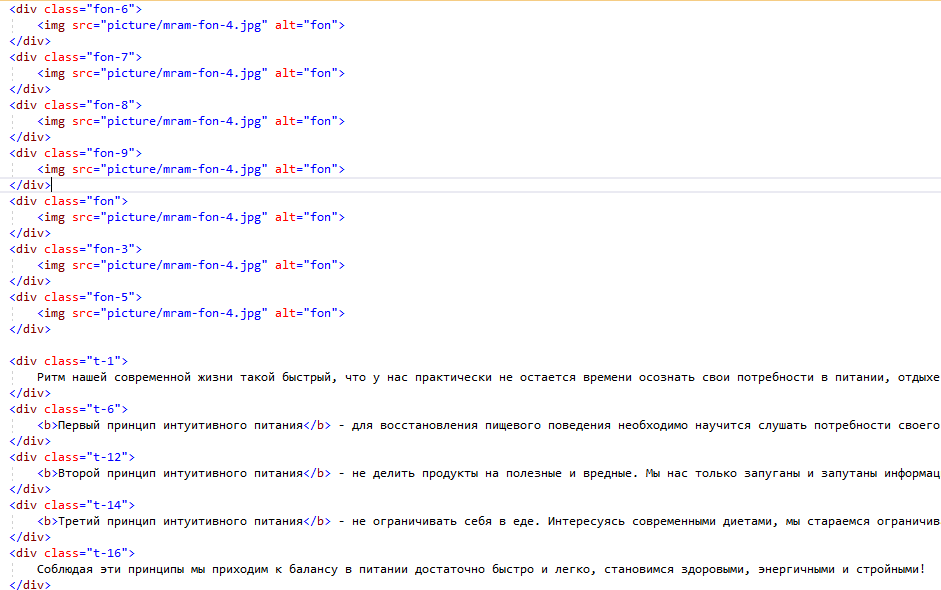 <div class="fon-6">
<img src="picture/mram-fon-4.jpg" alt="fon">
</div>
<div class="fon-7">
<img src="picture/mram-fon-4.jpg" alt="fon">
</div>
<div class="fon-8">
<img src="picture/mram-fon-4.jpg" alt="fon">
</div>
<div class="fon-9">
<img src="picture/mram-fon-4.jpg" alt="fon">
</div>
<div class="fon">
<img src="picture/mram-fon-4.jpg" alt="fon">
</div>
<div class="fon-3">
<img src="picture/mram-fon-4.jpg" alt="fon">
</div>
<div class="fon-5">
<img src="picture/mram-fon-4.jpg" alt="fon">
</div>
<div class="t-1">
Ритм нашей современной жизни такой быстрый, что у нас практически не остается времени осознать свои потребности в питании, отдыхе
</div>
<div class="t-6">
<b>Первый принцип интуитивного питания</b> - для восстановления пищевого поведения необходимо научится слушать потребности своего
</div>
<div class="t-12">
<b>Второй принцип интуитивного питания</b> - не делить продукты на полезные и вредные. Мы нас только запуганы и запутаны информац
</div>
<div class="t-14">
<b>Третий принцип интуитивного питания</b> - не ограничивать себя в еде. Интересуясь современными диетами, мы стараемся ограничив
</div>
<div class="t-16">
Соблюдая эти принципы мы приходим к балансу в питании достаточно быстро и легко, становимся здоровыми, энергичными и стройными!
</div>